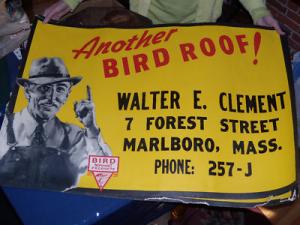 Another
BIRD ROOF!
WALTER E. CLEMENT
7 FOREST STREET
MARLBORO, MASS.
PHONE: 257-J
BIRD